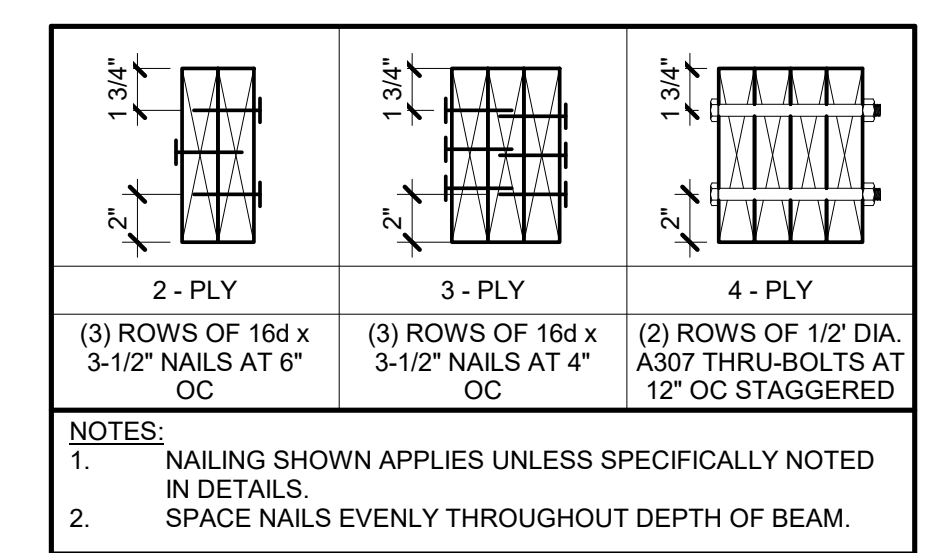 1 3/4"
2"
1 3/4"
2"
1 3/4"
2"
2 - PLY
3 - PLY
4 - PLY
(3) ROWS OF 16d x
3-1/2" NAILS AT 6"
OC
(3) ROWS OF 16d x
3-1/2" NAILS AT 4"
OC
(2) ROWS OF 1/2' DIA.
A307 THRU-BOLTS AT
12" OC STAGGERED
NOTES:
1. NAILING SHOWN APPLIES UNLESS SPECIFICALLY NOTED
IN DETAILS.
2. SPACE NAILS EVENLY THROUGHOUT DEPTH OF BEAM.